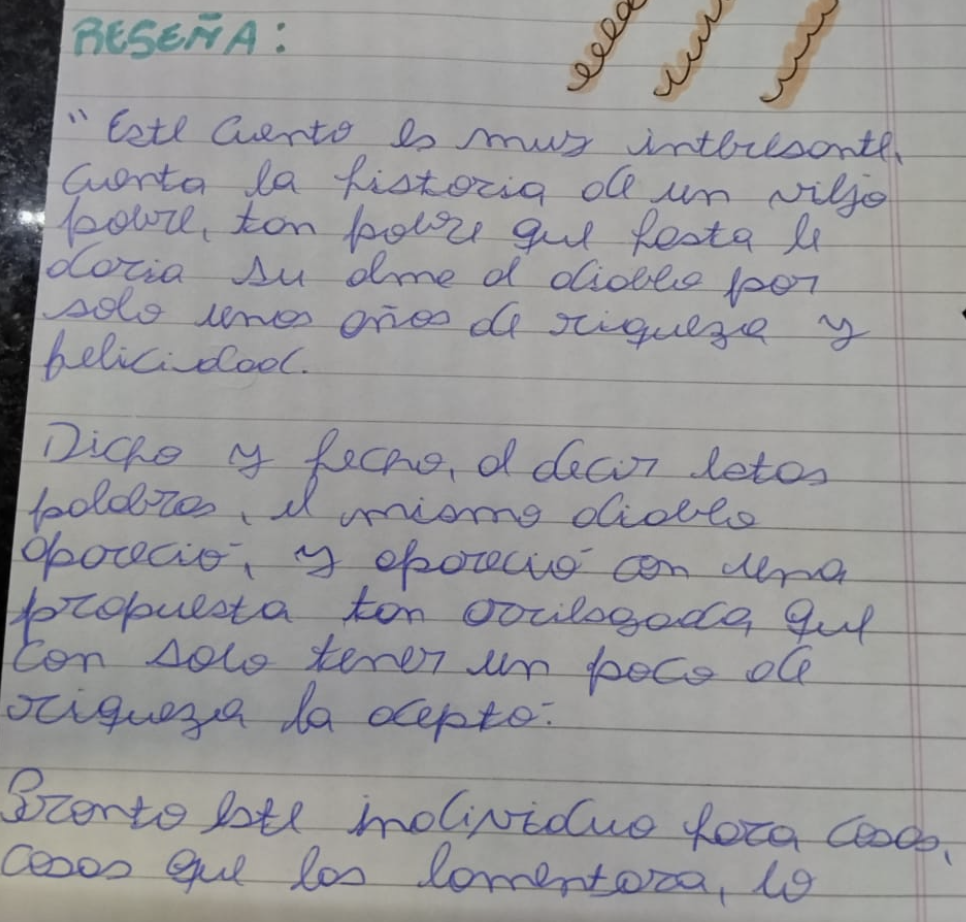 RESEÑA:
"Este cuento es muy interesante,
cuenta la historia de un viejo
pobre, tan pobre que hasta le
daria su alma al diablo por
solo unos años de riqueza y
felicidad.
Dicho y hecho, al decir estas
palabras, el mismo diablo
apareció, y apareció con una
propuesta tan arriesgada que
con solo tener un poco de
riqueza la aceptó.
Pronto este individuo hara cosas,
cosas que las lamentara, lo